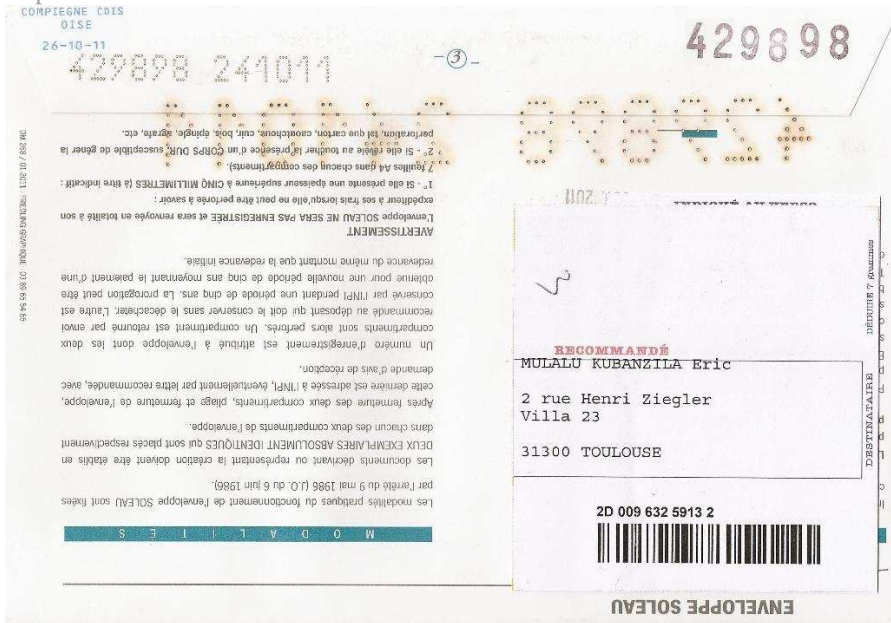 COMPIEGNE CDIS
OISE
26-10-11
429898 241011
-3-
429898
429898 241011
ENVELOPPE SOLEAU
MODALITES
Les modalités pratiques du fonctionnement de l'enveloppe SOLEAU sont fixées
par l'arrêté du 9 mai 1986 (J.O. du 6 juin 1986).
Les documents décrivant ou représentant la création doivent être établis en
DEUX EXEMPLAIRES ABSOLUMENT IDENTIQUES qui sont placés respectivement
dans chacun des deux compartiments de l'enveloppe.
Après fermeture des deux compartiments, pliage et fermeture de l'enveloppe,
cette dernière est adressée à l'INPI, éventuellement par lettre recommandée, avec
demande d'avis de réception.
Un numéro d'enregistrement est attribué à l'enveloppe dont les deux
compartiments sont alors perforés. Un compartiment est retourné par envoi
recommandé au déposant qui doit le conserver sans le décacheter. L'autre est
conservé par l'INPI pendant une période de cinq ans. La prorogation peut être
obtenue pour une nouvelle période de cinq ans moyennant le paiement d'une
redevance du même montant que la redevance initiale.
AVERTISSEMENT
L'enveloppe SOLEAU NE SERA PAS ENREGISTRÉE et sera renvoyée en totalité à son
expéditeur à ses frais lorsqu'elle ne peut être perforée à savoir :
1° - Si elle présente une épaisseur supérieure à CINQ MILLIMETRES (à titre indicatif :
7 feuilles A4 dans chacun des compartiments).
2° - Si elle révèle au toucher la présence d'un CORPS DUR, susceptible de gêner la
perforation, tel que carton, caoutchouc, cuir, bois, épingle, agrafe, etc.
2011
RECOMMANDÉ
MULALU KUBANZILA Eric
2 rue Henri Ziegler
Villa 23
31300 TOULOUSE
2D 009 632 5913 2
DÉDUIRE 7 grammes
DESTINATAIRE